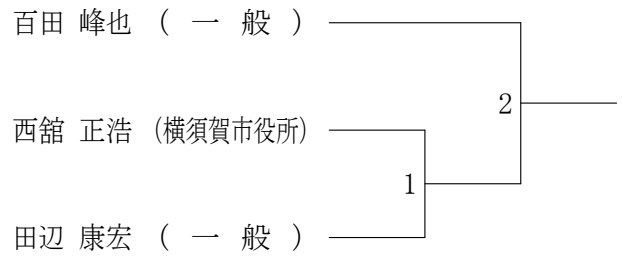 百田 峰也 ( 一 般 )
2
西舘 正浩 (横須賀市役所)
1
田辺 康宏 ( 一 般 )